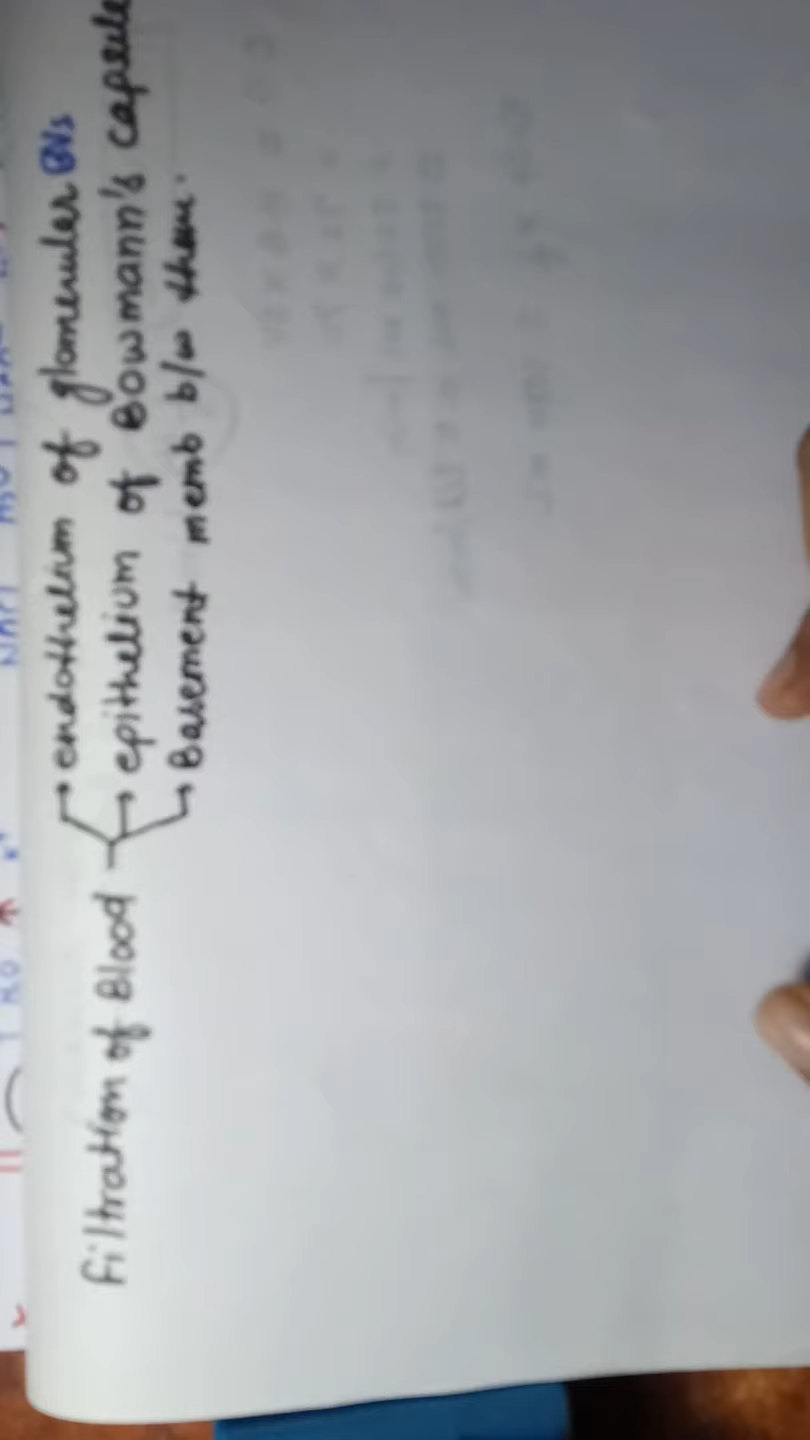 → endothelium of glomerular BVs
Filtration of Blood → epithelium of Bowmann's capsule
→ Basement memb b/w them.